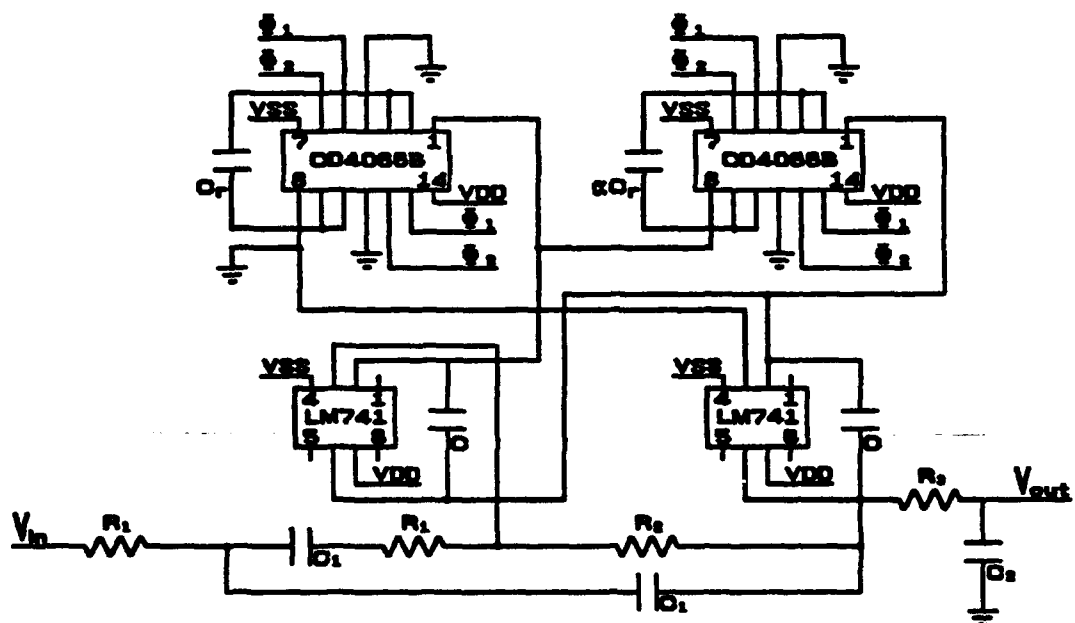 Φ₁ Φ₁
Φ₂ Φ₂
VSS VSS
7 1 7 1
CD4066B CD4066B
Cᵣ 8 14 αCᵣ 8 14
VDD VDD
Φ₁ Φ₁
Φ₂ Φ₂
VSS VSS
4 1 4 1
LM741 LM741
5 8 C 5 8 C
VDD VDD
R₃ Vout
Vin R₁ C₁ R₁ R₂ C₂
C₁